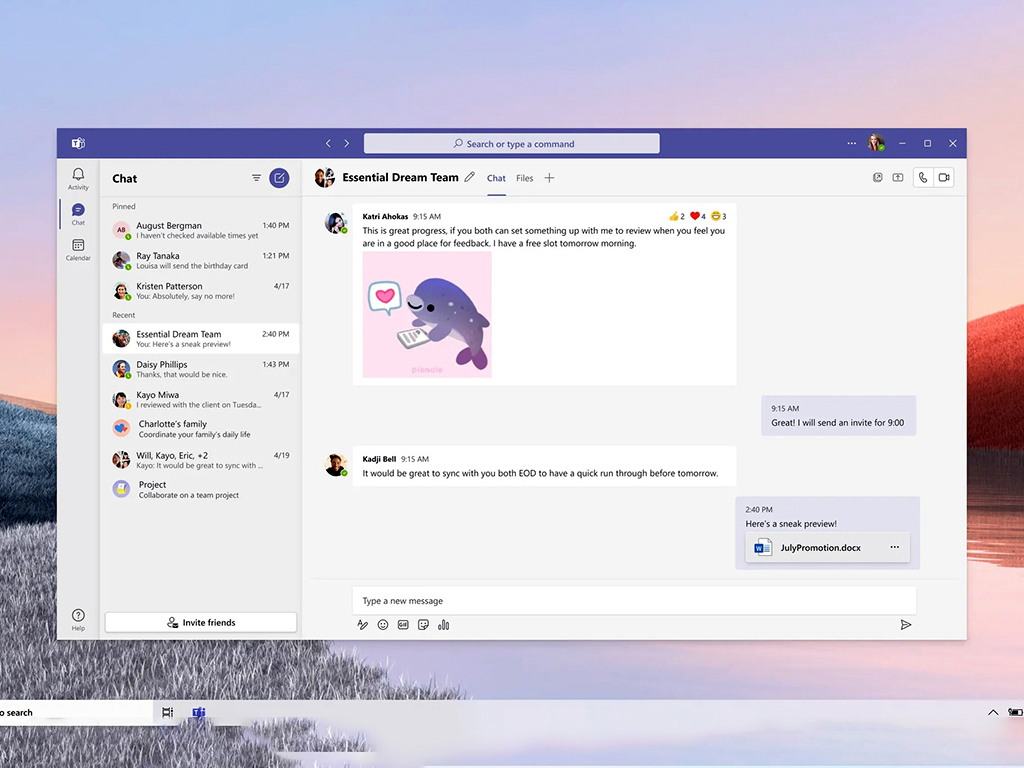 Search or type a command
Activity
Chat
Calendar
Help
Chat
Pinned
AB
August Bergman 1:40 PM
I haven't checked available times yet
Ray Tanaka 1:21 PM
Louisa will send the birthday card
Kristen Patterson 4/17
You: Absolutely, say no more!
Recent
Essential Dream Team 2:40 PM
You: Here's a sneak preview!
Daisy Phillips 1:43 PM
Thanks, that would be nice.
Kayo Miwa 4/17
I reviewed with the client on Tuesda...
Charlotte's family
Coordinate your family's daily life
Will, Kayo, Eric, +2 4/19
Kayo: It would be great to sync with ...
Project
Collaborate on a team project
Invite friends
Essential Dream Team Chat Files
Katri Ahokas 9:15 AM 2 4 3
This is great progress, if you both can set something up with me to review when you feel you
are in a good place for feedback. I have a free slot tomorrow morning.
9:15 AM
Great! I will send an invite for 9:00
Kadji Bell 9:15 AM
It would be great to sync with you both EOD to have a quick run through before tomorrow.
2:40 PM
Here's a sneak preview!
W JulyPromotion.docx
Type a new message
GIF
o search